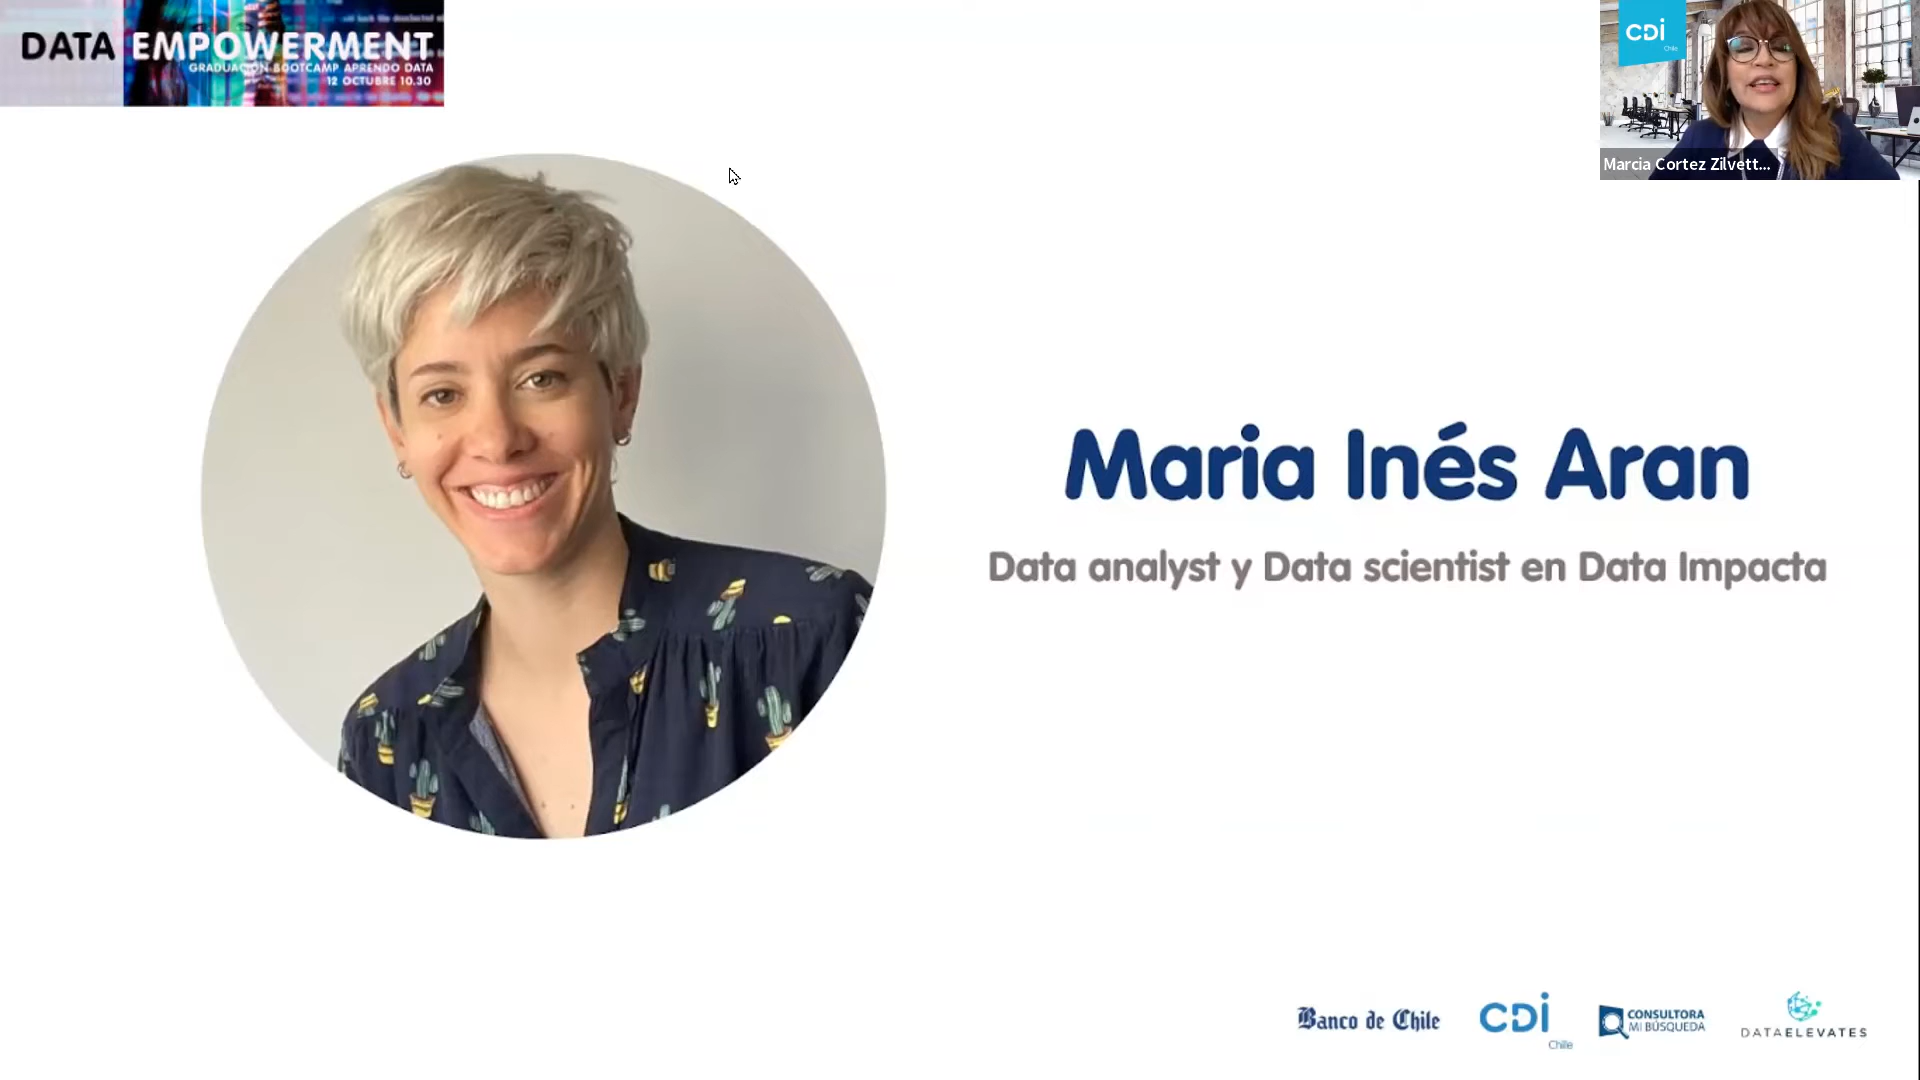 DATA EMPOWERMENT
GRADUACIÓN BOOTCAMP APRENDO DATA
12 OCTUBRE 10.30
CDI
Chile
Marcia Cortez Zilvett...
Maria Inés Aran
Data analyst y Data scientist en Data Impacta
Banco de Chile
CDI
Chile
CONSULTORA
MI BÚSQUEDA
DATAELEVATES